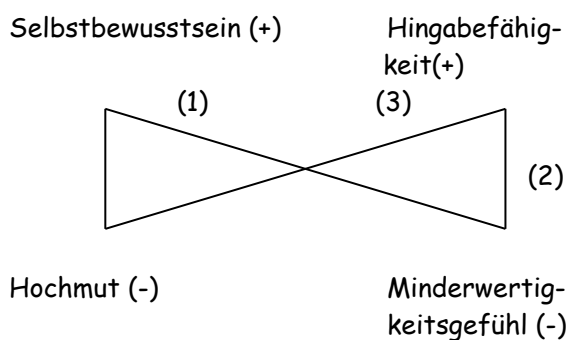 Selbstbewusstsein (+)
Hingabefähig-
keit(+)
(1)
(3)
(2)
Hochmut (-)
Minderwertig-
keitsgefühl (-)